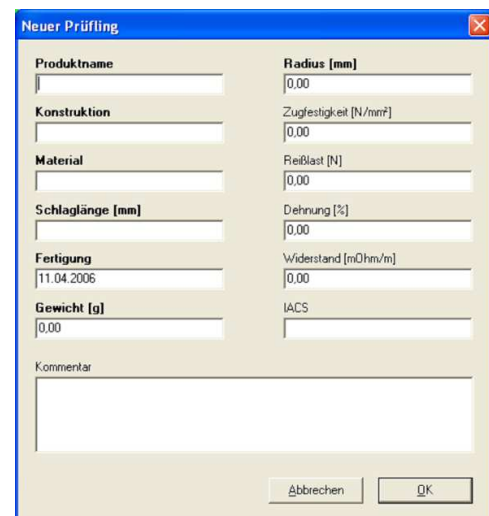 Neuer Prüfling
Produktname
Radius [mm]
0,00
Konstruktion
Zugfestigkeit [N/mm²]
0,00
Material
Reißlast [N]
0,00
Schlaglänge [mm]
Dehnung [%]
0,00
Fertigung
11.04.2006
Widerstand [mOhm/m]
0,00
Gewicht [g]
0,00
IACS
Kommentar
Abbrechen
OK